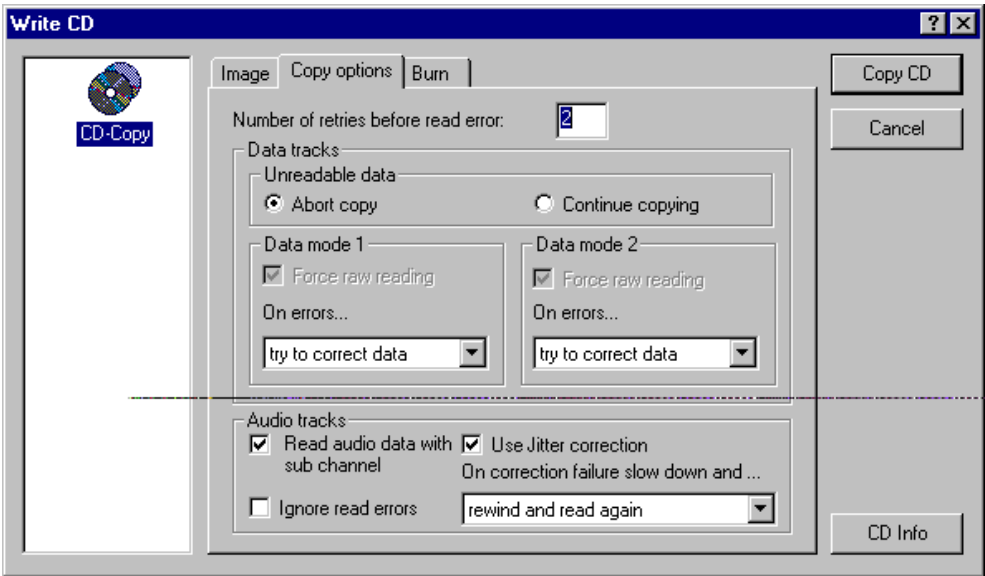 Write CD
CD-Copy
Image
Copy options
Burn
Copy CD
Cancel
Number of retries before read error:
2
Data tracks
Unreadable data
Abort copy
Continue copying
Data mode 1
Force raw reading
On errors...
try to correct data
Data mode 2
Force raw reading
On errors...
try to correct data
Audio tracks
Read audio data with
sub channel
Use Jitter correction
On correction failure slow down and ...
Ignore read errors
rewind and read again
CD Info